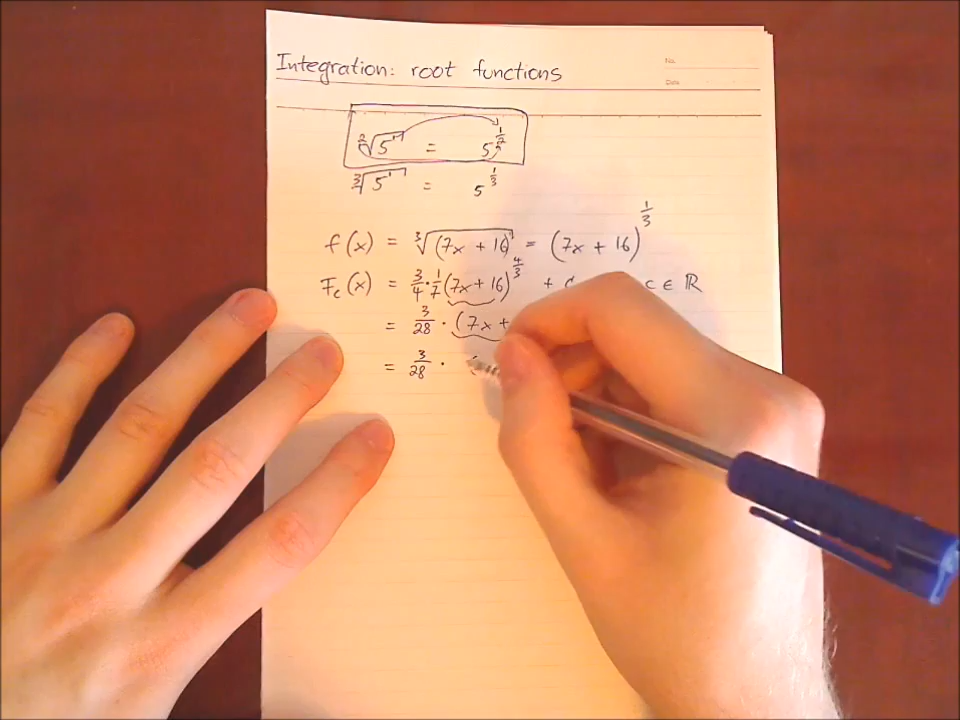 Integration: root functions
No.
Date
²√5¹ = 5^(1/2)
³√5¹ = 5^(1/3)
f(x) = ³√(7x + 16)¹ = (7x + 16)^(1/3)
F_c(x) = 3/4 · 1/7 (7x + 16)^(4/3) + c ∈ ℝ
= 3/28 · (7x +
= 3/28 · (